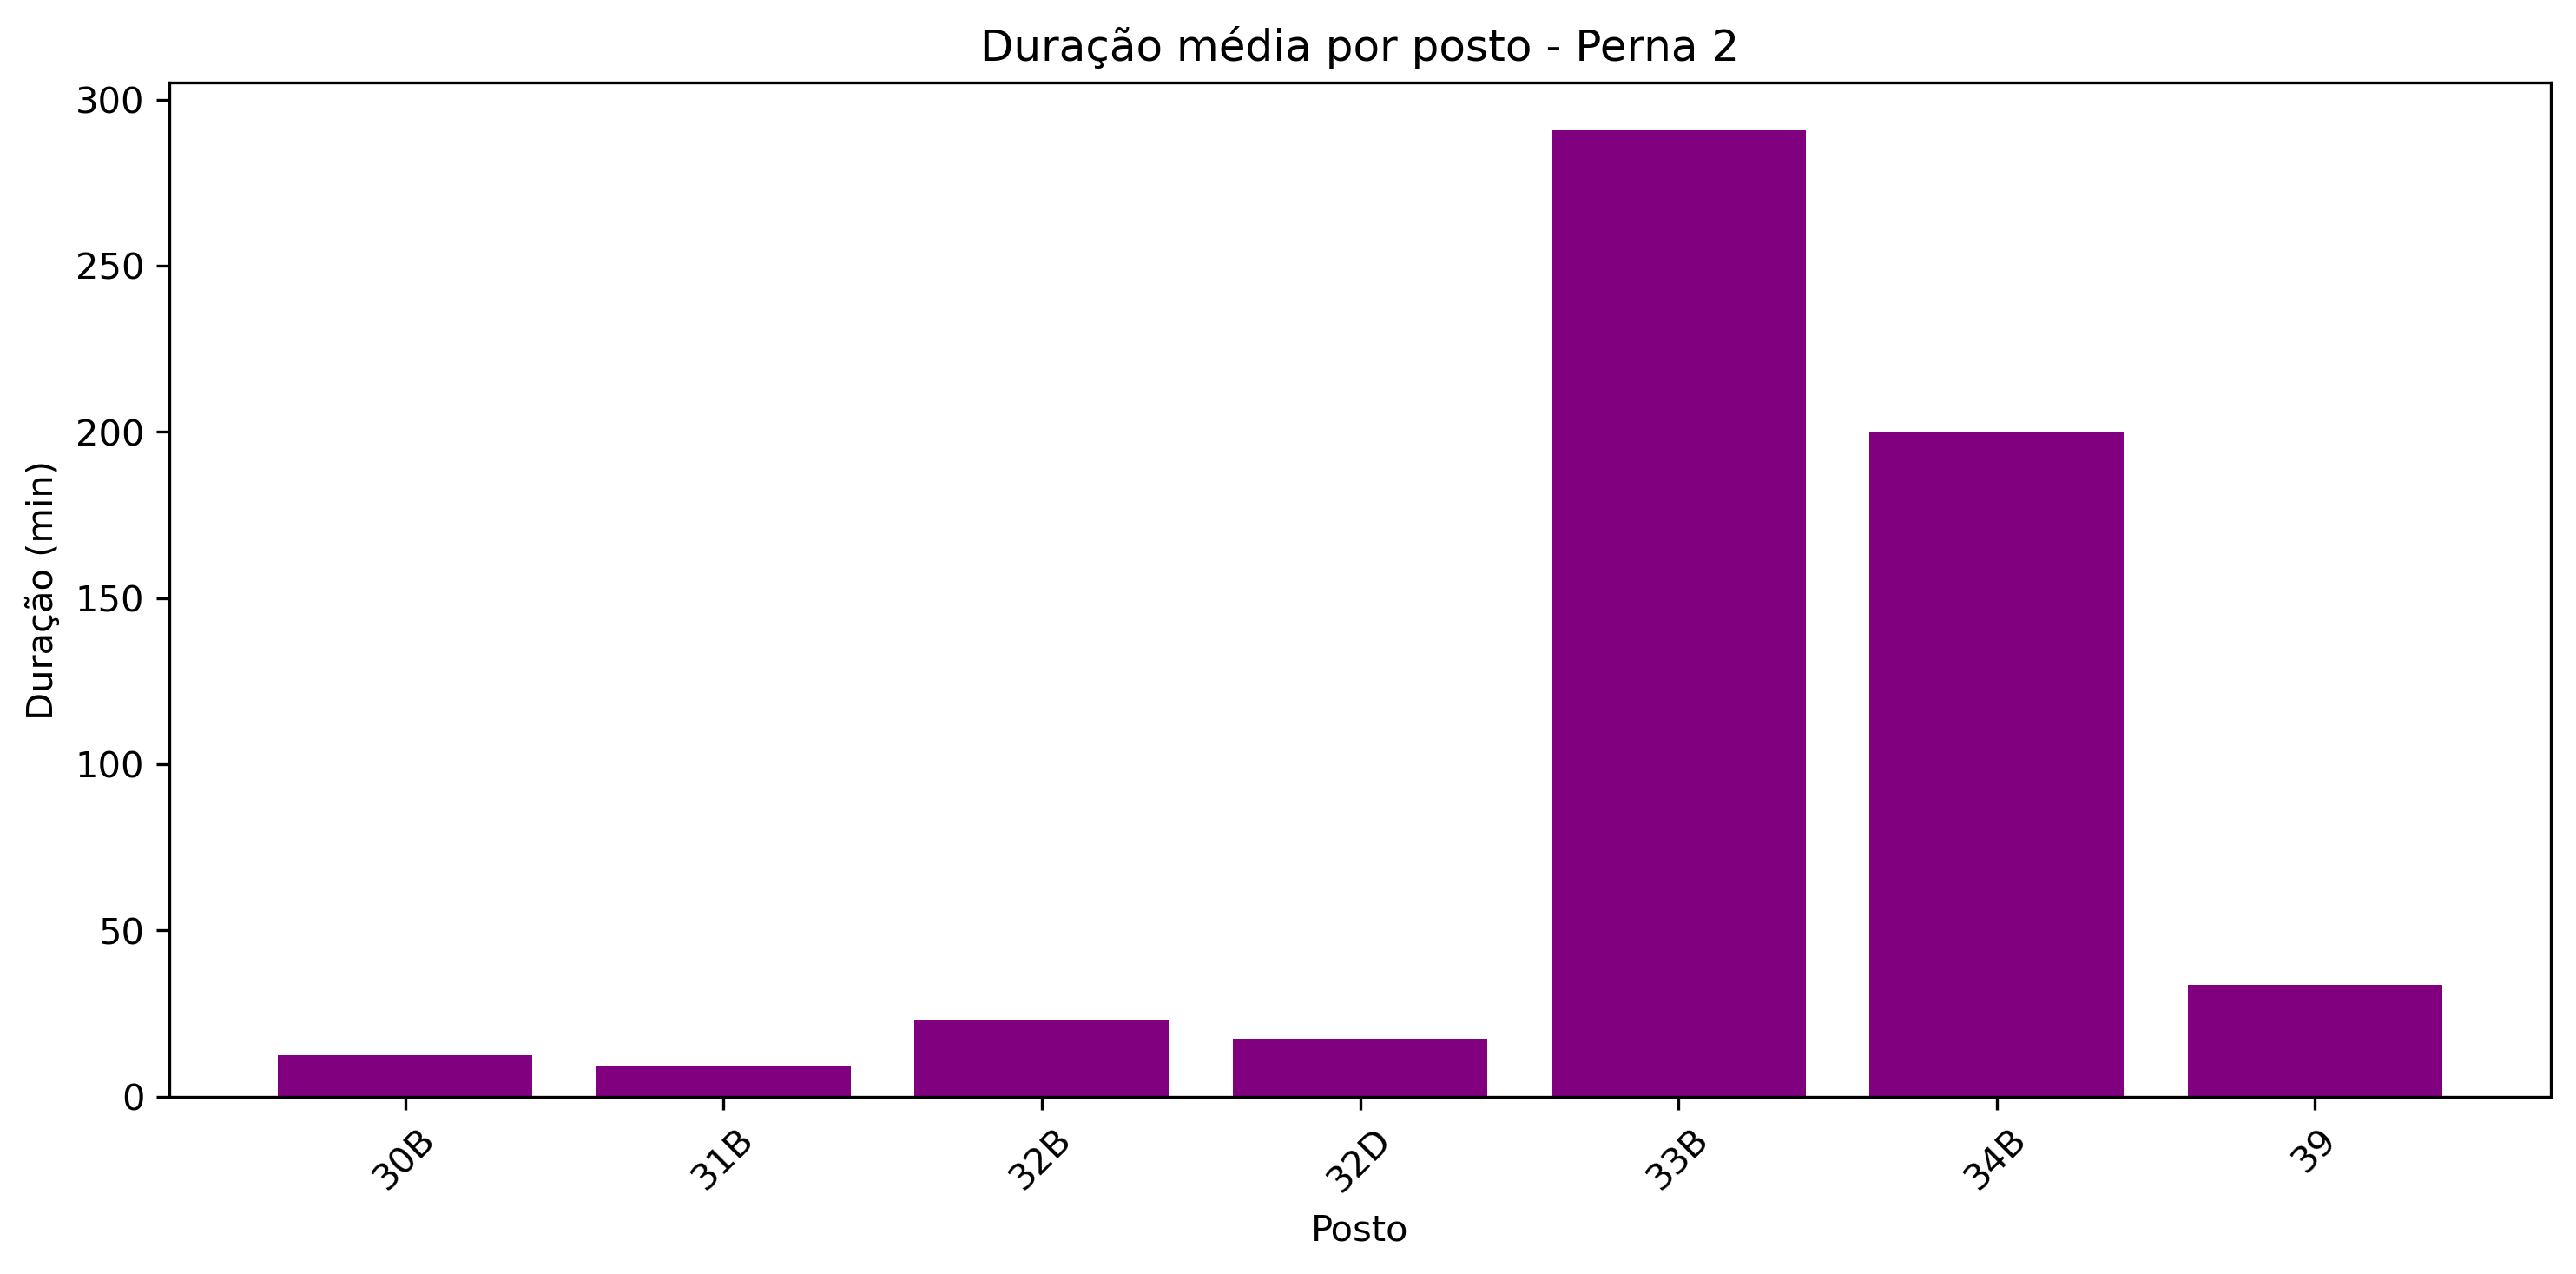 Duração média por posto - Perna 2
Duração (min)
300
250
200
150
100
50
0
30B
31B
32B
32D
33B
34B
39
Posto